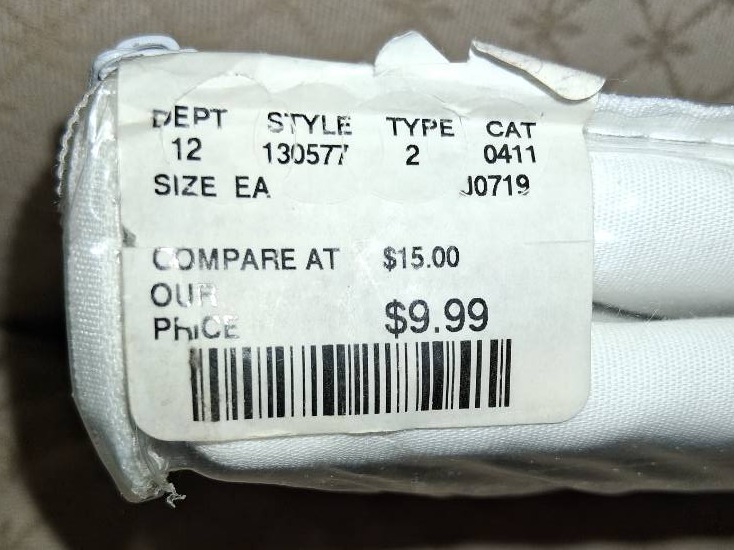 DEPT STYLE TYPE CAT
12 130577 2 0411
SIZE EA J0719
COMPARE AT $15.00
OUR
PRICE $9.99